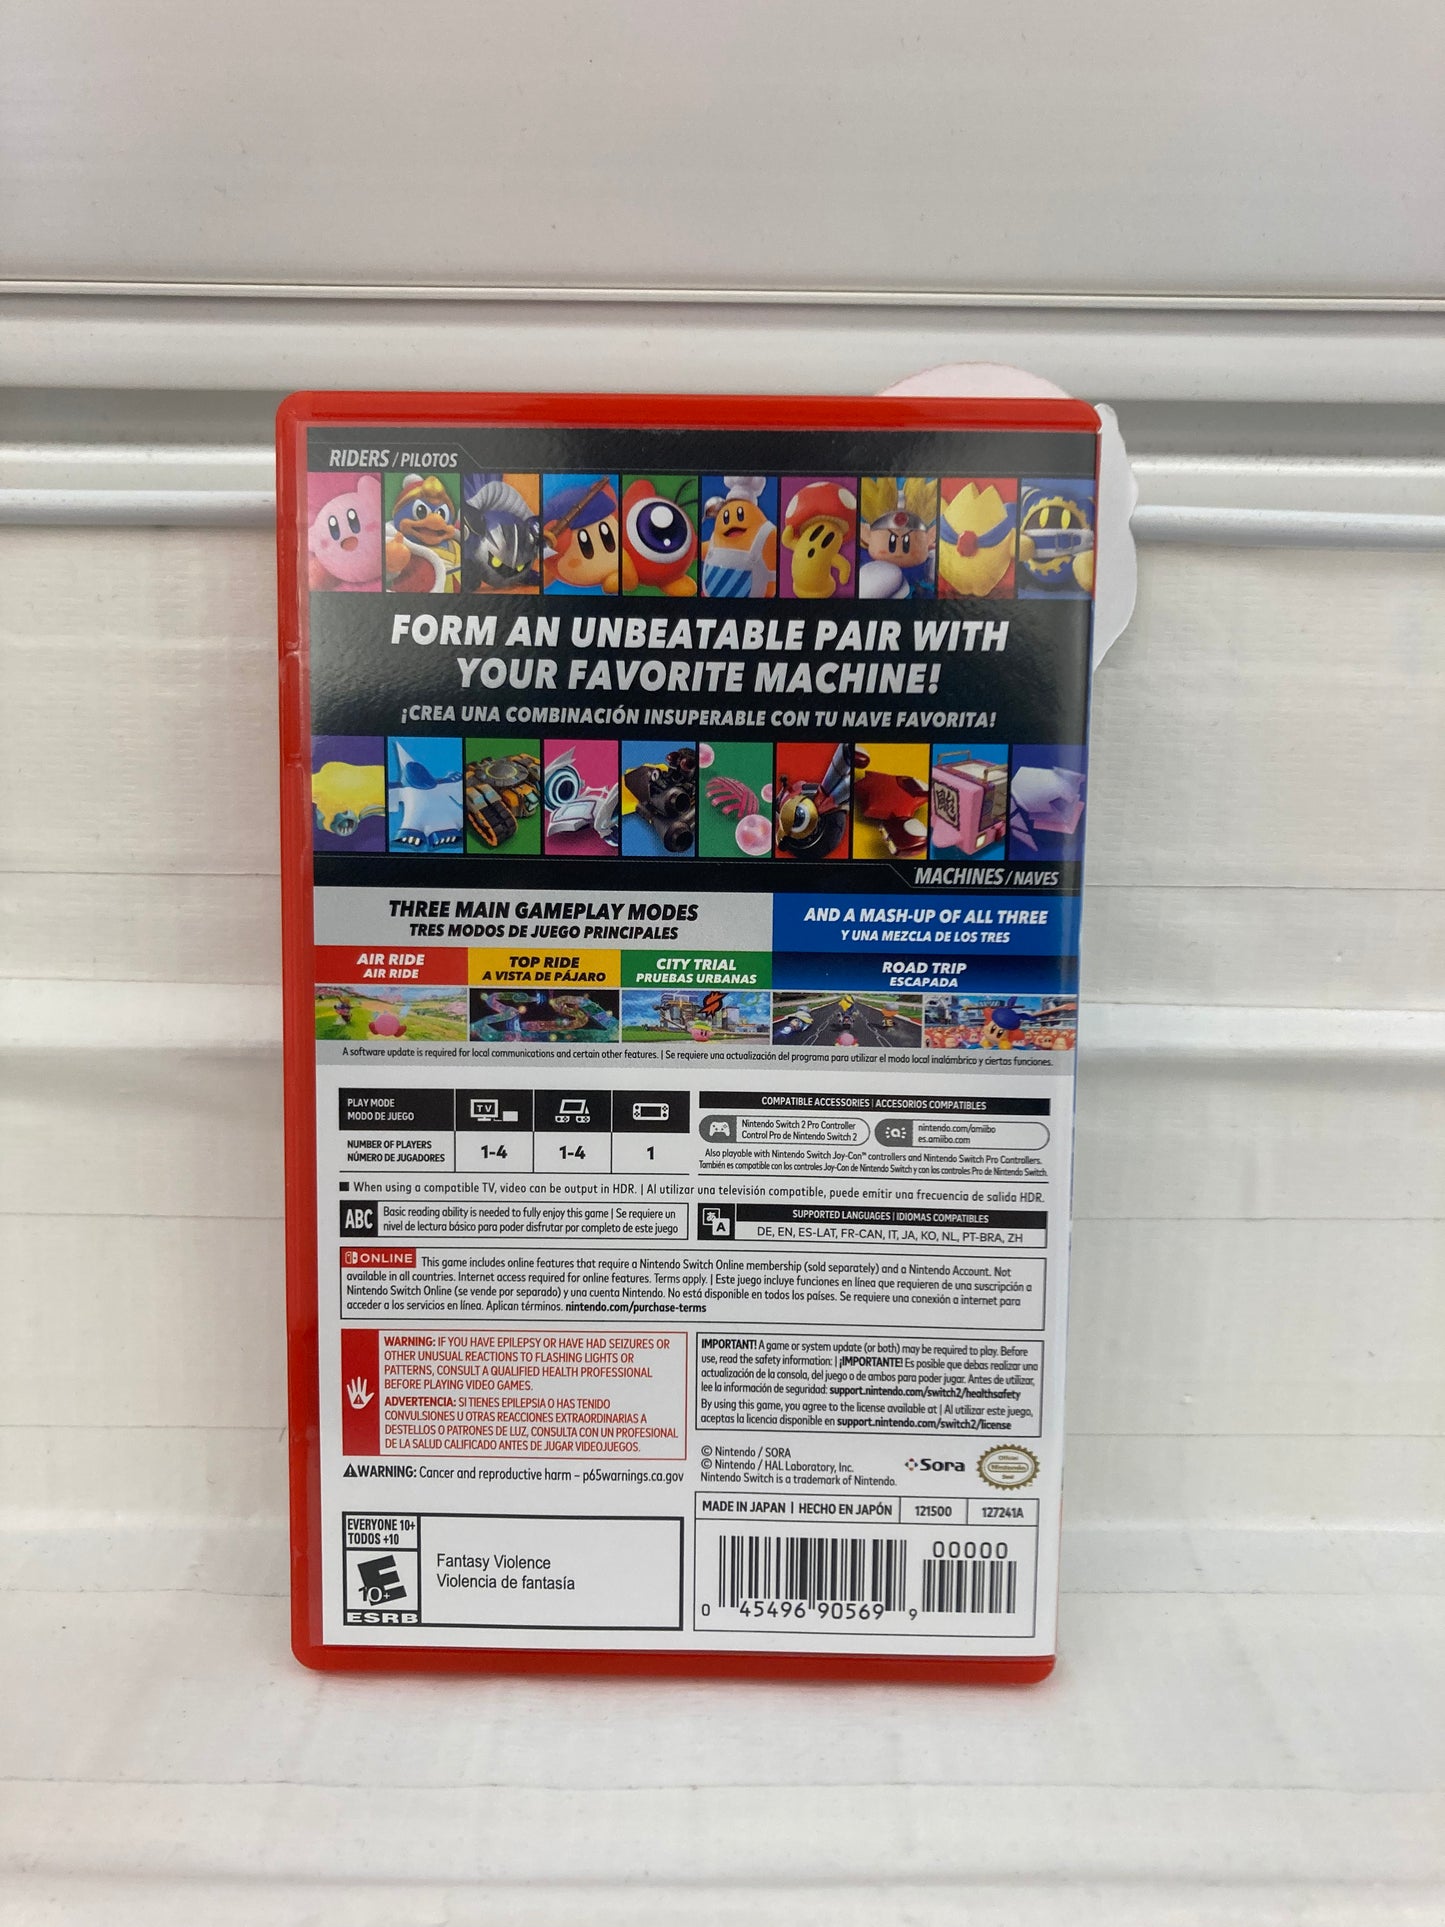 RIDERS / PILOTOS
FORM AN UNBEATABLE PAIR WITH
YOUR FAVORITE MACHINE!
¡CREA UNA COMBINACIÓN INSUPERABLE CON TU NAVE FAVORITA!
MACHINES / NAVES
THREE MAIN GAMEPLAY MODES
TRES MODOS DE JUEGO PRINCIPALES
AND A MASH-UP OF ALL THREE
Y UNA MEZCLA DE LOS TRES
AIR RIDE
AIR RIDE
TOP RIDE
A VISTA DE PÁJARO
CITY TRIAL
PRUEBAS URBANAS
ROAD TRIP
ESCAPADA
A software update is required for local communications and certain other features. | Se requiere una actualización del programa para utilizar el modo local inalámbrico y ciertas funciones.
PLAY MODE
MODO DE JUEGO
TV
NUMBER OF PLAYERS
NÚMERO DE JUGADORES
1-4
1-4
1
COMPATIBLE ACCESSORIES | ACCESORIOS COMPATIBLES
Nintendo Switch 2 Pro Controller
Control Pro de Nintendo Switch 2
nintendo.com/amiibo
es.amiibo.com
Also playable with Nintendo Switch Joy-Con™ controllers and Nintendo Switch Pro Controllers.
También es compatible con los controles Joy-Con de Nintendo Switch y con los controles Pro de Nintendo Switch.
■ When using a compatible TV, video can be output in HDR. | Al utilizar una televisión compatible, puede emitir una frecuencia de salida HDR.
ABC
Basic reading ability is needed to fully enjoy this game | Se requiere un
nivel de lectura básico para poder disfrutar por completo de este juego
A
SUPPORTED LANGUAGES | IDIOMAS COMPATIBLES
DE, EN, ES-LAT, FR-CAN, IT, JA, KO, NL, PT-BRA, ZH
ONLINE This game includes online features that require a Nintendo Switch Online membership (sold separately) and a Nintendo Account. Not
available in all countries. Internet access required for online features. Terms apply. | Este juego incluye funciones en línea que requieren de una suscripción a
Nintendo Switch Online (se vende por separado) y una cuenta Nintendo. No está disponible en todos los países. Se requiere una conexión a internet para
acceder a los servicios en línea. Aplican términos. nintendo.com/purchase-terms
WARNING: IF YOU HAVE EPILEPSY OR HAVE HAD SEIZURES OR
OTHER UNUSUAL REACTIONS TO FLASHING LIGHTS OR
PATTERNS, CONSULT A QUALIFIED HEALTH PROFESSIONAL
BEFORE PLAYING VIDEO GAMES.
ADVERTENCIA: SI TIENES EPILEPSIA O HAS TENIDO
CONVULSIONES U OTRAS REACCIONES EXTRAORDINARIAS A
DESTELLOS O PATRONES DE LUZ, CONSULTA CON UN PROFESIONAL
DE LA SALUD CALIFICADO ANTES DE JUGAR VIDEOJUEGOS.
⚠WARNING: Cancer and reproductive harm – p65warnings.ca.gov
IMPORTANT! A game or system update (or both) may be required to play. Before
use, read the safety information: | ¡IMPORTANTE! Es posible que debas realizar una
actualización de la consola, del juego o de ambos para poder jugar. Antes de utilizar,
lee la información de seguridad: support.nintendo.com/switch2/healthsafety
By using this game, you agree to the license available at | Al utilizar este juego,
aceptas la licencia disponible en support.nintendo.com/switch2/license
© Nintendo / SORA
© Nintendo / HAL Laboratory, Inc.
Nintendo Switch is a trademark of Nintendo.
Sora
Official
Nintendo
Seal
MADE IN JAPAN | HECHO EN JAPÓN
121500
127241A
EVERYONE 10+
TODOS +10
E
10+
ESRB
Fantasy Violence
Violencia de fantasía
00000
0 45496 90569 9